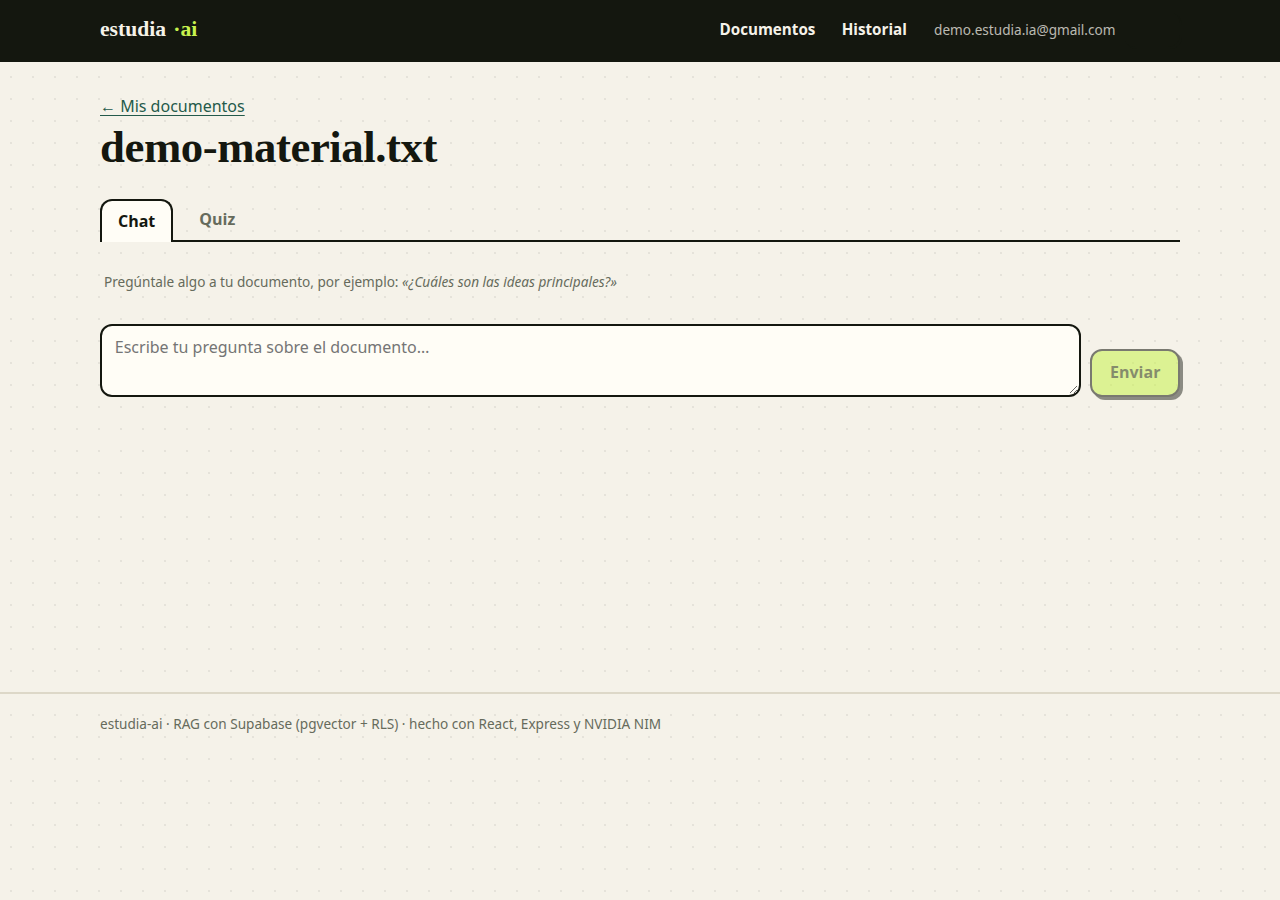 estudia ·ai
Documentos Historial demo.estudia.ia@gmail.com
← Mis documentos
demo-material.txt
Chat Quiz
Pregúntale algo a tu documento, por ejemplo: «¿Cuáles son las ideas principales?»
Escribe tu pregunta sobre el documento...
Enviar
estudia-ai · RAG con Supabase (pgvector + RLS) · hecho con React, Express y NVIDIA NIM